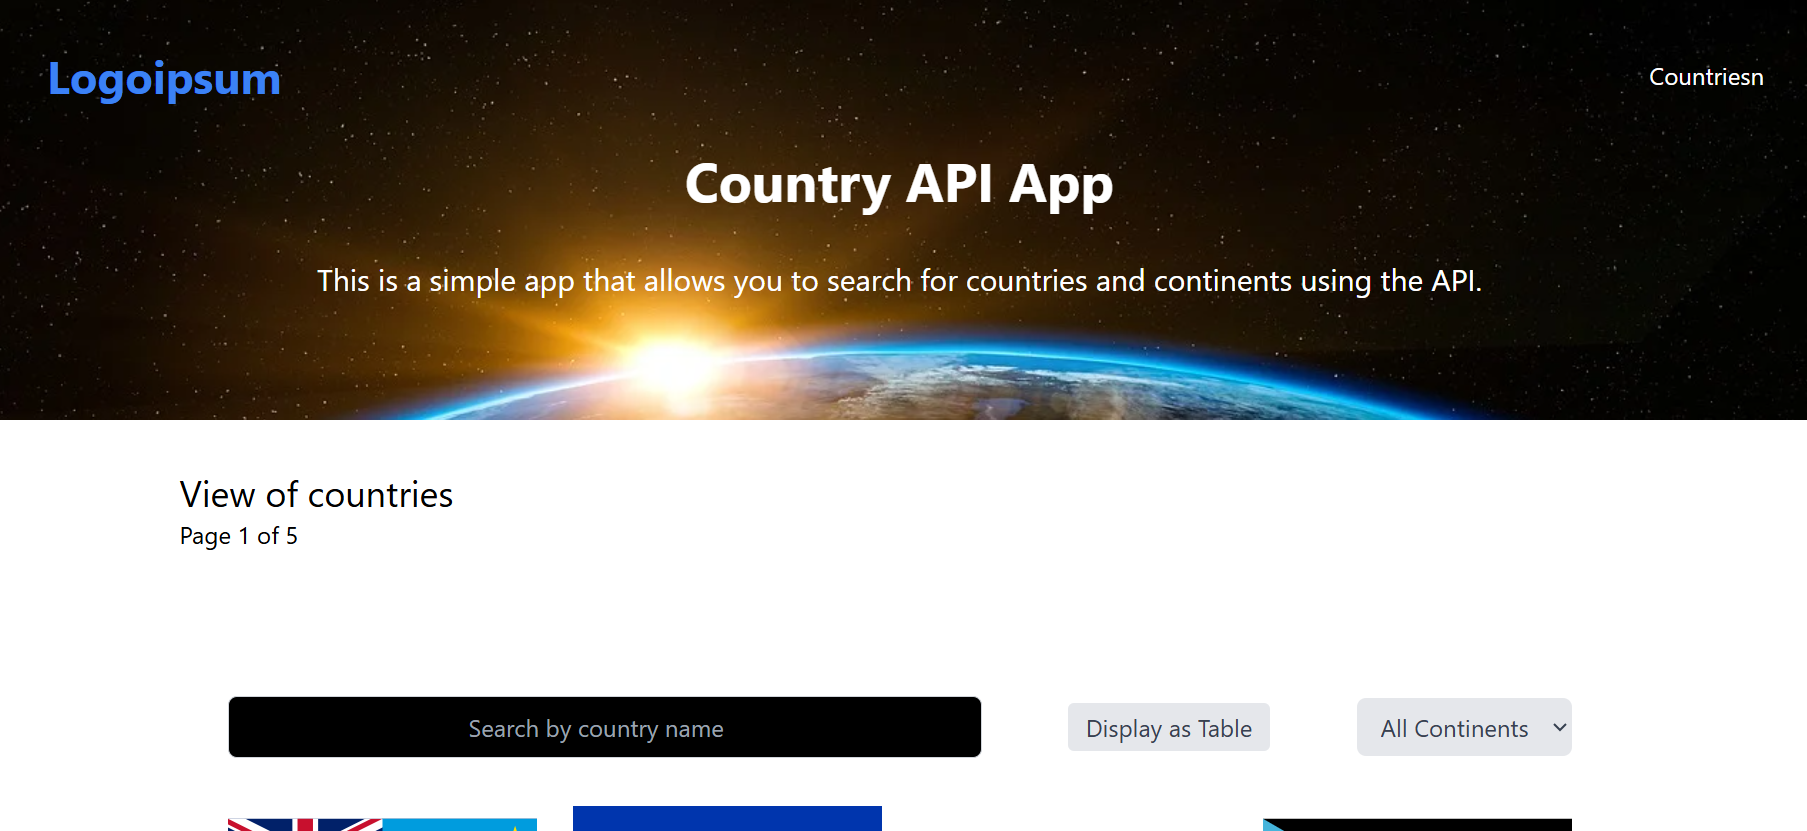 Logoipsum
Countriesn
Country API App
This is a simple app that allows you to search for countries and continents using the API.
View of countries
Page 1 of 5
Search by country name
Display as Table
All Continents